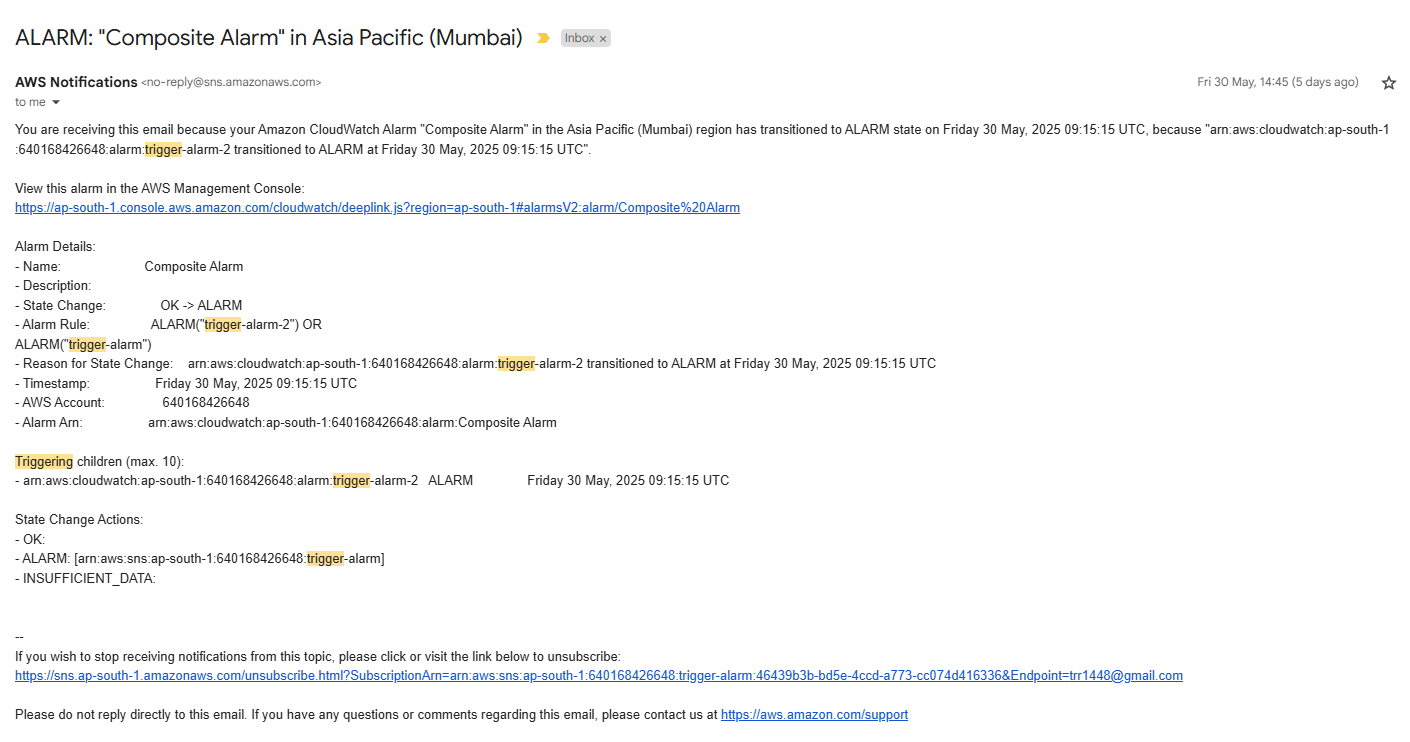 ALARM: "Composite Alarm" in Asia Pacific (Mumbai) Inbox ×
AWS Notifications <no-reply@sns.amazonaws.com> Fri 30 May, 14:45 (5 days ago)
to me
You are receiving this email because your Amazon CloudWatch Alarm "Composite Alarm" in the Asia Pacific (Mumbai) region has transitioned to ALARM state on Friday 30 May, 2025 09:15:15 UTC, because "arn:aws:cloudwatch:ap-south-1
:640168426648:alarm:trigger-alarm-2 transitioned to ALARM at Friday 30 May, 2025 09:15:15 UTC".
View this alarm in the AWS Management Console:
https://ap-south-1.console.aws.amazon.com/cloudwatch/deeplink.js?region=ap-south-1#alarmsV2:alarm/Composite%20Alarm
Alarm Details:
- Name: Composite Alarm
- Description:
- State Change: OK -> ALARM
- Alarm Rule: ALARM("trigger-alarm-2") OR
ALARM("trigger-alarm")
- Reason for State Change: arn:aws:cloudwatch:ap-south-1:640168426648:alarm:trigger-alarm-2 transitioned to ALARM at Friday 30 May, 2025 09:15:15 UTC
- Timestamp: Friday 30 May, 2025 09:15:15 UTC
- AWS Account: 640168426648
- Alarm Arn: arn:aws:cloudwatch:ap-south-1:640168426648:alarm:Composite Alarm
Triggering children (max. 10):
- arn:aws:cloudwatch:ap-south-1:640168426648:alarm:trigger-alarm-2 ALARM Friday 30 May, 2025 09:15:15 UTC
State Change Actions:
- OK:
- ALARM: [arn:aws:sns:ap-south-1:640168426648:trigger-alarm]
- INSUFFICIENT_DATA:
--
If you wish to stop receiving notifications from this topic, please click or visit the link below to unsubscribe:
https://sns.ap-south-1.amazonaws.com/unsubscribe.html?SubscriptionArn=arn:aws:sns:ap-south-1:640168426648:trigger-alarm:46439b3b-bd5e-4ccd-a773-cc074d416336&Endpoint=trr1448@gmail.com
Please do not reply directly to this email. If you have any questions or comments regarding this email, please contact us at https://aws.amazon.com/support